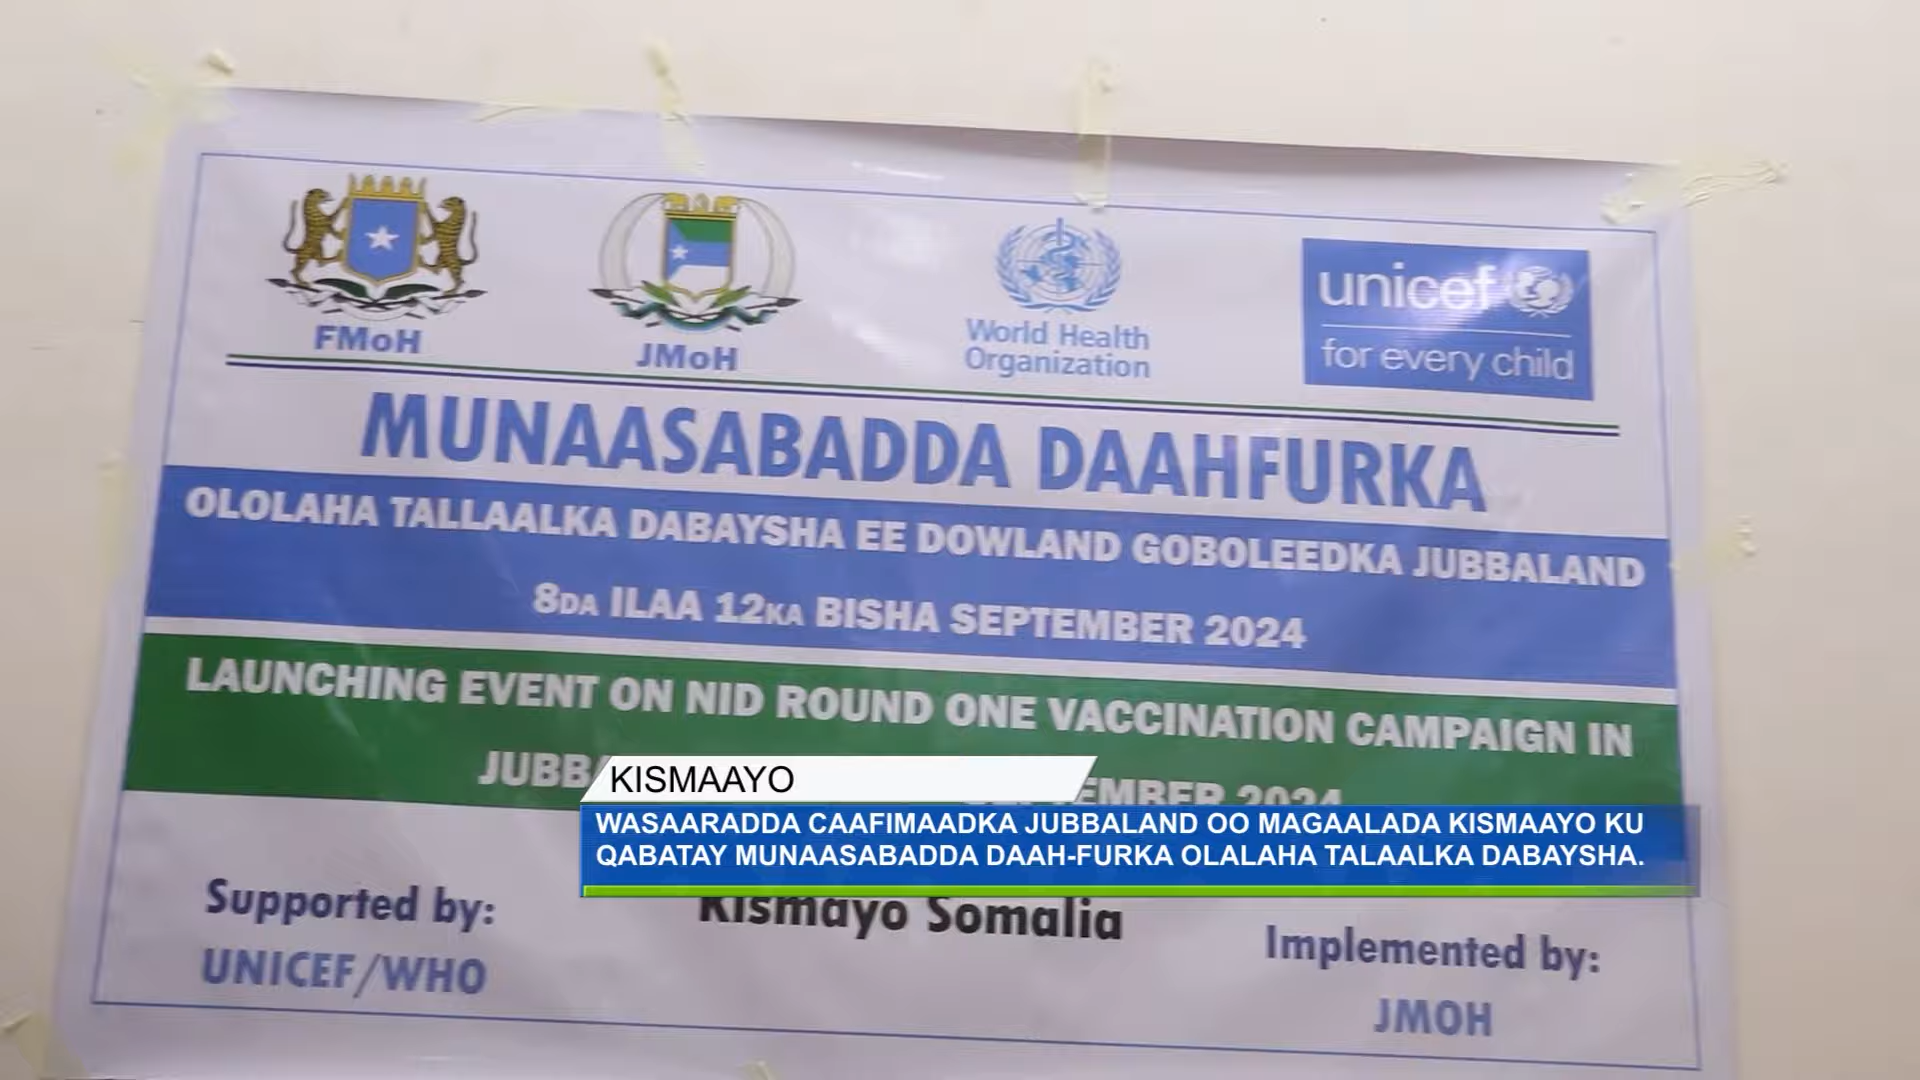 FMoH
JMoH
World Health
Organization
unicef
for every child
MUNAASABADDA DAAHFURKA
OLOLAHA TALLAALKA DABAYSHA EE DOWLAND GOBOLEEDKA JUBBALAND
8DA ILAA 12KA BISHA SEPTEMBER 2024
LAUNCHING EVENT ON NID ROUND ONE VACCINATION CAMPAIGN IN
SEPTEMBER 2024
KISMAAYO
WASAARADDA CAAFIMAADKA JUBBALAND OO MAGAALADA KISMAAYO KU
QABATAY MUNAASABADDA DAAH-FURKA OLALAHA TALAALKA DABAYSHA.
Kismayo Somalia
Supported by:
UNICEF/WHO
Implemented by:
JMOH